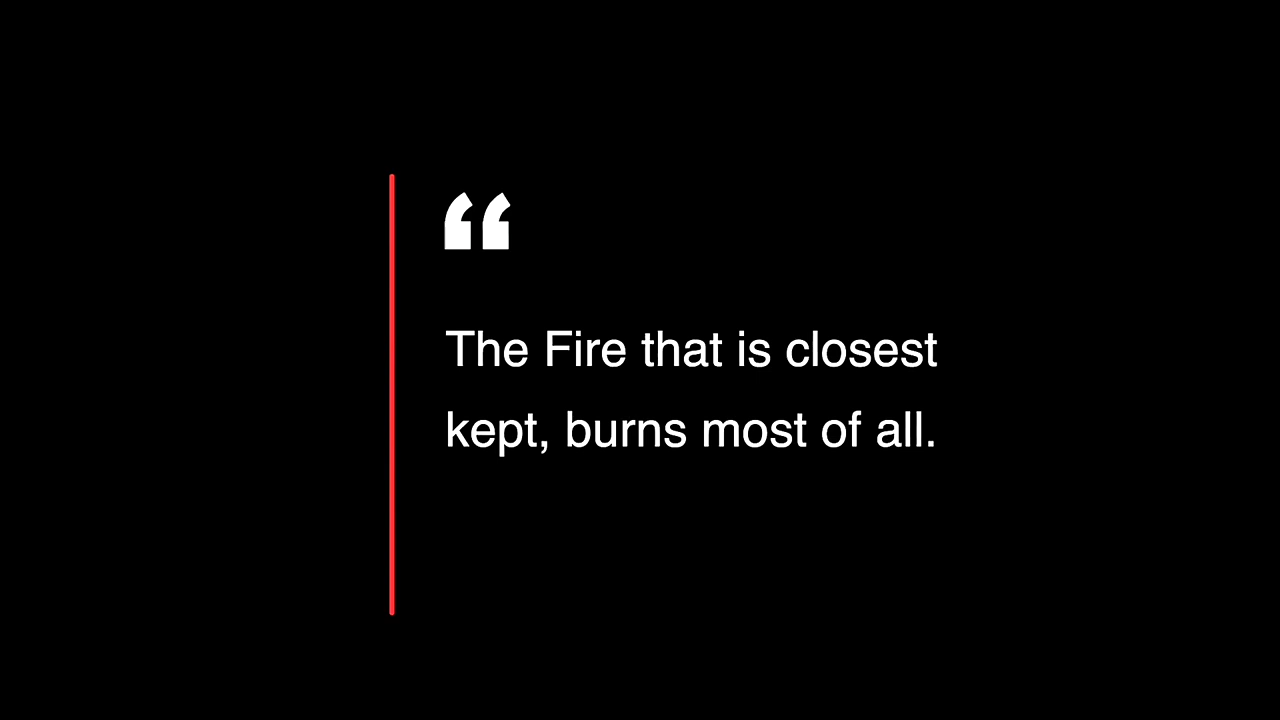 “
The Fire that is closest
kept, burns most of all.